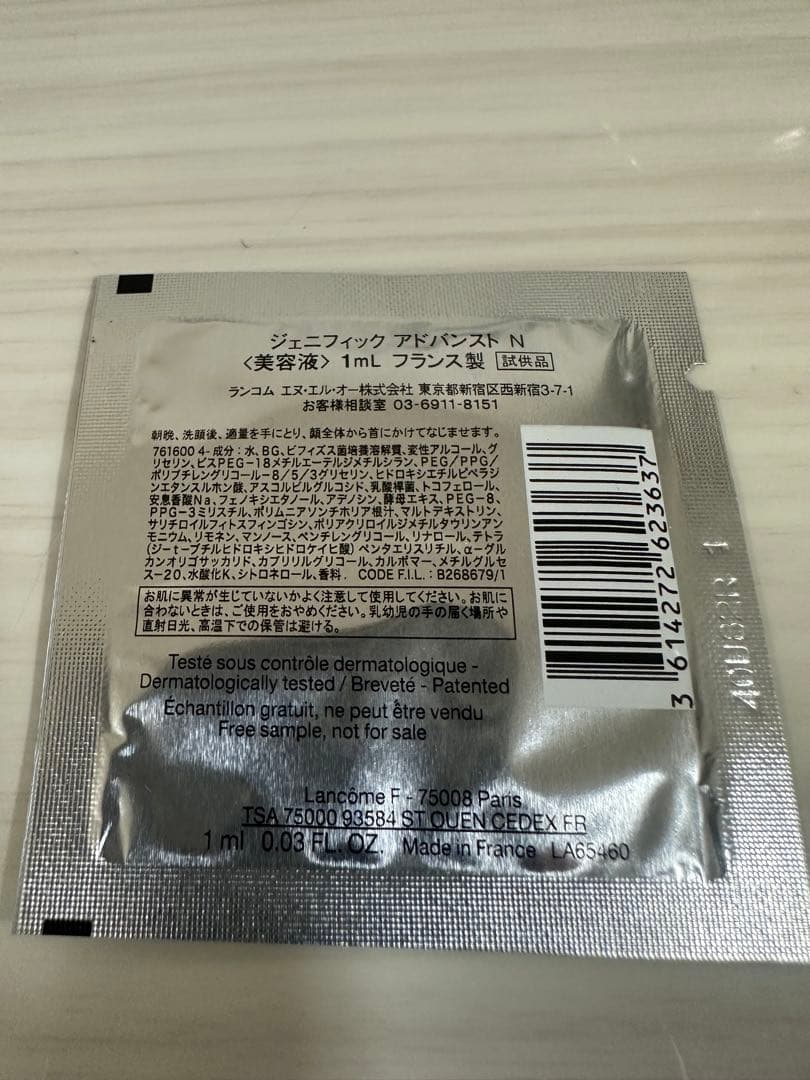 ジェニフィック アドバンスト N
〈美容液〉 1mL フランス製 試供品
ランコム エヌ・エル・オー株式会社 東京都新宿区西新宿3-7-1
お客様相談室 03-6911-8151
朝晩、洗顔後、適量を手にとり、顔全体から首にかけてなじませます。
761600 4- 成分：水、BG、ビフィズス菌培養溶解質、変性アルコール、グ
リセリン、ビスPEG-18メチルエーテルジメチルシラン、PEG/PPG/
ポリブチレングリコール-8/5/3グリセリン、ヒドロキシエチルピペラジ
ンエタンスルホン酸、アスコルビルグルコシド、乳酸桿菌、トコフェロール、
安息香酸Na、フェノキシエタノール、アデノシン、酵母エキス、PEG-8、
PPG-3ミリスチル、ポリムニアソンチホリア根汁、マルトデキストリン、
サリチロイルフィトスフィンゴシン、ポリアクリロイルジメチルタウリンアン
モニウム、リモネン、マンノース、ペンチレングリコール、リナロール、テトラ
(ジ-t-ブチルヒドロキシヒドロケイヒ酸) ペンタエリスリチル、α-グル
カンオリゴサッカリド、カプリリルグリコール、カルボマー、メチルグルセ
ス-20、水酸化K、シトロネロール、香料. CODE F.I.L. : B268679/1
お肌に異常が生じていないかよく注意して使用してください。お肌に
合わないときは、ご使用をおやめください。乳幼児の手の届く場所や
直射日光、高温下での保管は避ける。
Testé sous contrôle dermatologique -
Dermatologically tested / Breveté - Patented
Échantillon gratuit, ne peut être vendu
Free sample, not for sale
Lancôme F - 75008 Paris
TSA 75000 93584 ST OUEN CEDEX FR
1 ml 0.03 FL. OZ. Made in France LA65460
3 614272 623637